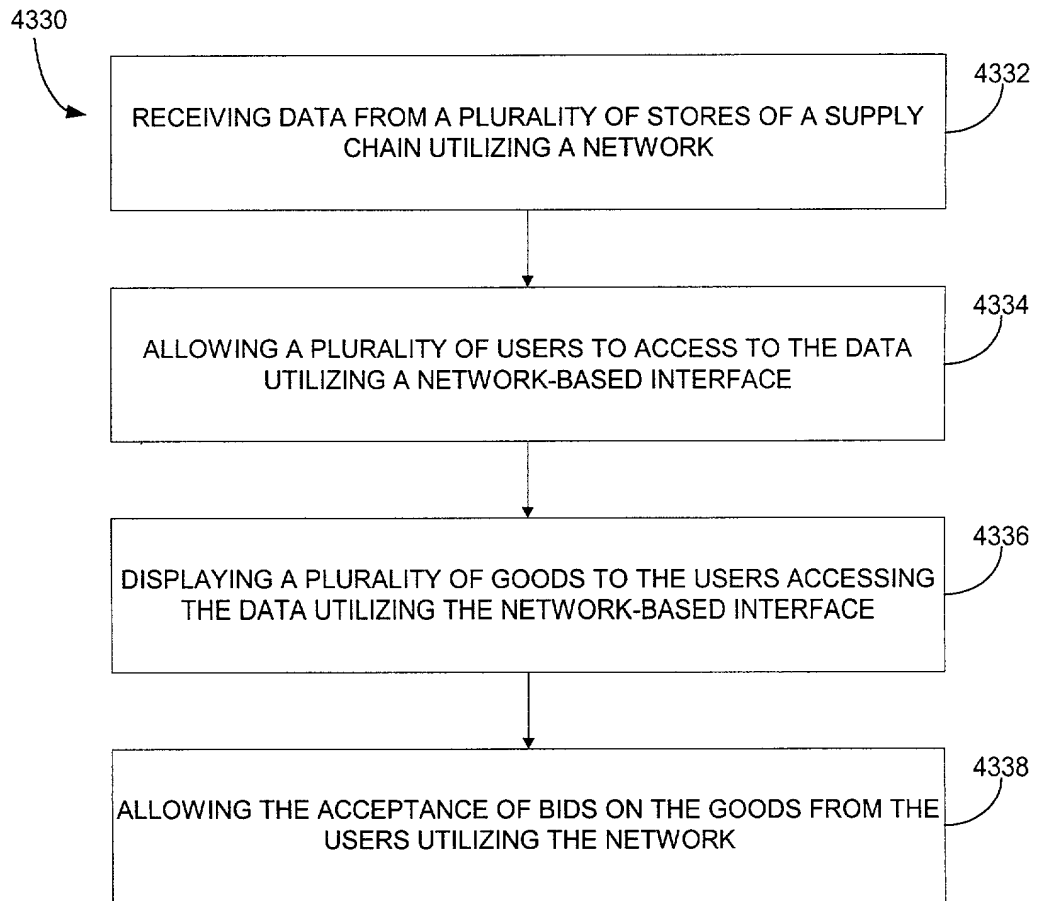 4330
4332
RECEIVING DATA FROM A PLURALITY OF STORES OF A SUPPLY
CHAIN UTILIZING A NETWORK
4334
ALLOWING A PLURALITY OF USERS TO ACCESS TO THE DATA
UTILIZING A NETWORK-BASED INTERFACE
4336
DISPLAYING A PLURALITY OF GOODS TO THE USERS ACCESSING
THE DATA UTILIZING THE NETWORK-BASED INTERFACE
4338
ALLOWING THE ACCEPTANCE OF BIDS ON THE GOODS FROM THE
USERS UTILIZING THE NETWORK